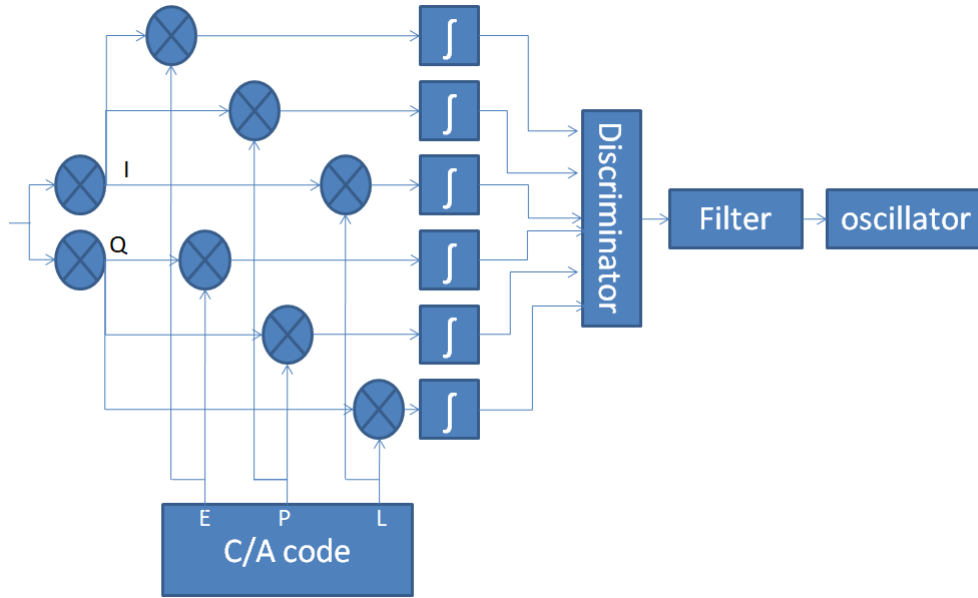 ∫
∫
I
∫
Q
∫
∫
∫
Discriminator
Filter
oscillator
E P L
C/A code